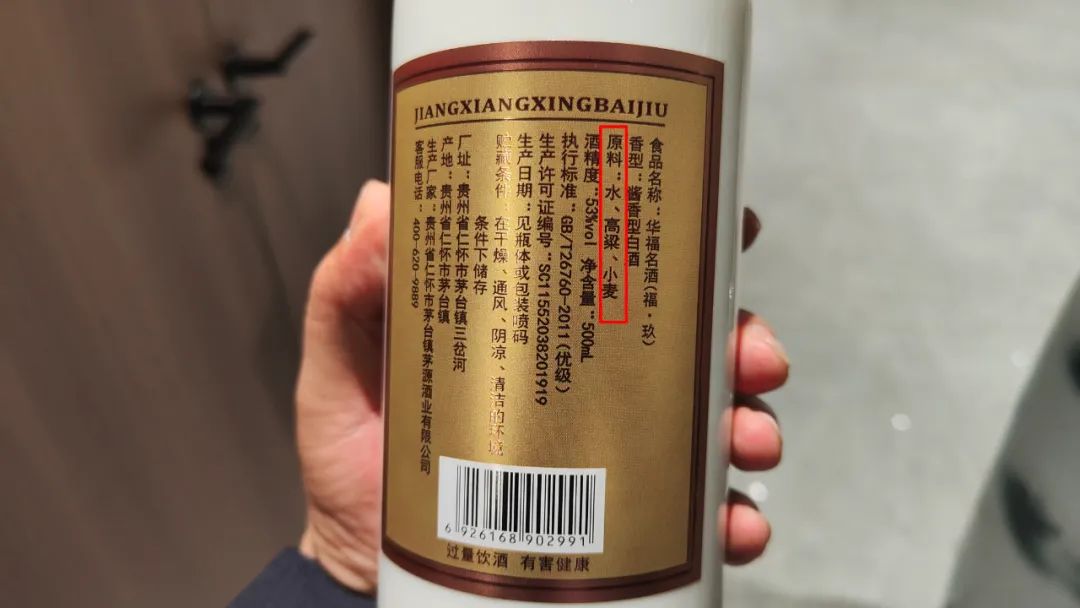 JIANGXIANGXINGBAIJIU
食品名称：华福名酒(福·玖)
香型：酱香型白酒
原料：水、高粱、小麦
酒精度：53%vol 净含量：500mL
执行标准：GB/T26760-2011(优级)
生产许可证编号：SC11552038201919
生产日期：见瓶体或包装喷码
贮藏条件：在干燥、通风、阴凉、清洁的环境
条件下储存
厂址：贵州省仁怀市茅台镇三岔河
产地：贵州省仁怀市茅台镇
生产厂家：贵州省仁怀市茅台镇茅源酒业有限公司
客服电话：400-620-9889
6 926168 902991
过量饮酒 有害健康